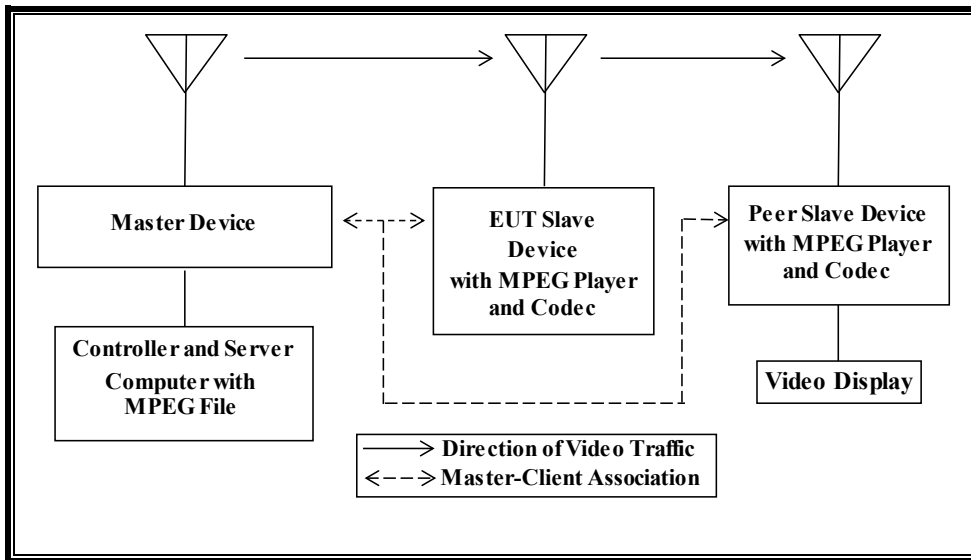 Master Device
EUT Slave
Device
with MPEG Player
and Codec
Peer Slave Device
with MPEG Player
and Codec
Controller and Server
Computer with
MPEG File
Video Display
Direction of Video Traffic
Master-Client Association